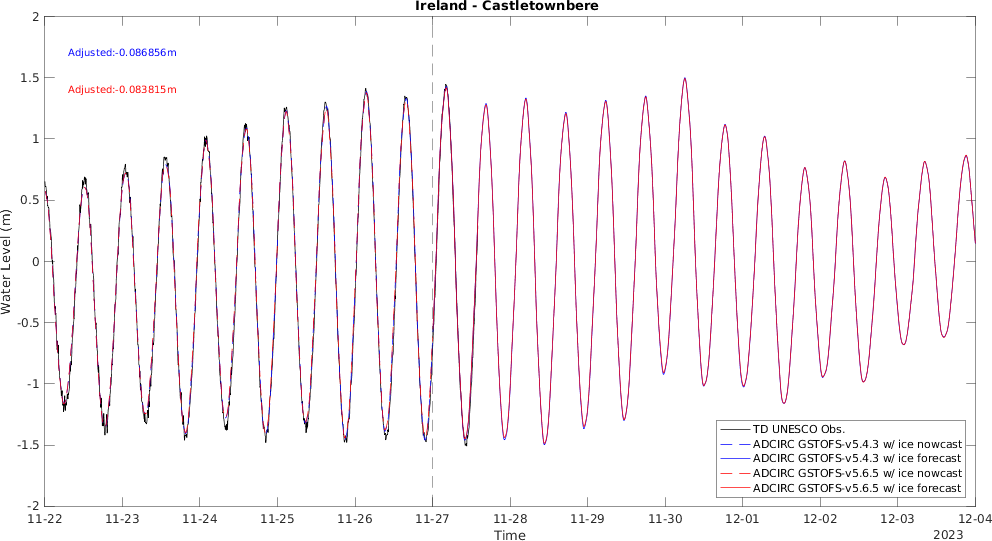 Ireland - Castletownbere
2
1.5
1
0.5
0
-0.5
-1
-1.5
-2
Water Level (m)
Adjusted:-0.086856m
Adjusted:-0.083815m
TD UNESCO Obs.
ADCIRC GSTOFS-v5.4.3 w/ ice nowcast
ADCIRC GSTOFS-v5.4.3 w/ ice forecast
ADCIRC GSTOFS-v5.6.5 w/ ice nowcast
ADCIRC GSTOFS-v5.6.5 w/ ice forecast
11-22 11-23 11-24 11-25 11-26 11-27 11-28 11-29 11-30 12-01 12-02 12-03 12-04
Time
2023